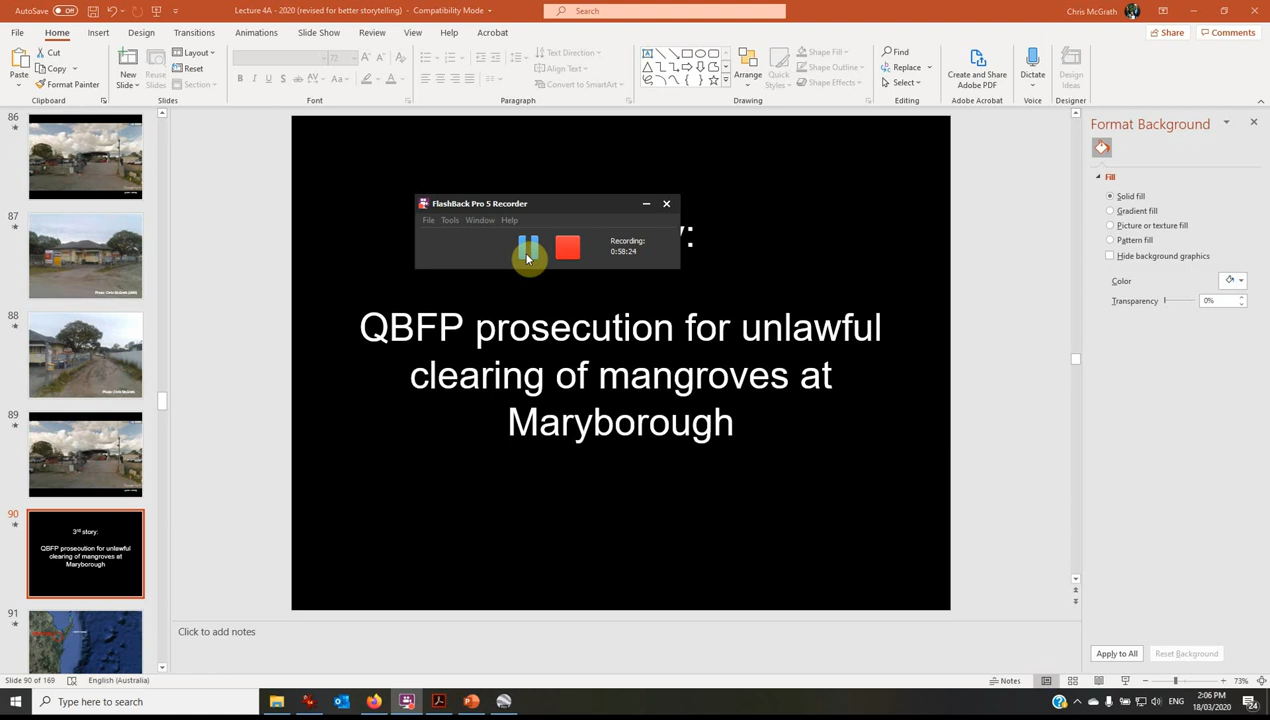 AutoSave Off
Lecture 4A - 2020 (revised for better storytelling) - Compatibility Mode
Search
Chris McGrath
File Home Insert Design Transitions Animations Slide Show Review View Help Acrobat
Share Comments
Paste
Cut
Copy
Format Painter
Clipboard
New Slide
Reuse Slides
Layout
Reset
Section
Slides
72
Font
Text Direction
Align Text
Convert to SmartArt
Paragraph
Arrange
Quick Styles
Shape Fill
Shape Outline
Shape Effects
Drawing
Find
Replace
Select
Editing
Create and Share Adobe PDF
Adobe Acrobat
Dictate
Voice
Design Ideas
Designer
86
87
88
89
90
3rd story:
QBFP prosecution for unlawful
clearing of mangroves at
Maryborough
91
FlashBack Pro 5 Recorder
File Tools Window Help
Recording:
0:58:24
y:
QBFP prosecution for unlawful
clearing of mangroves at
Maryborough
Click to add notes
Format Background
Fill
Solid fill
Gradient fill
Picture or texture fill
Pattern fill
Hide background graphics
Color
Transparency 0%
Apply to All Reset Background
Slide 90 of 169 English (Australia)
Notes 73%
Type here to search
ENG
2:06 PM
18/03/2020
24